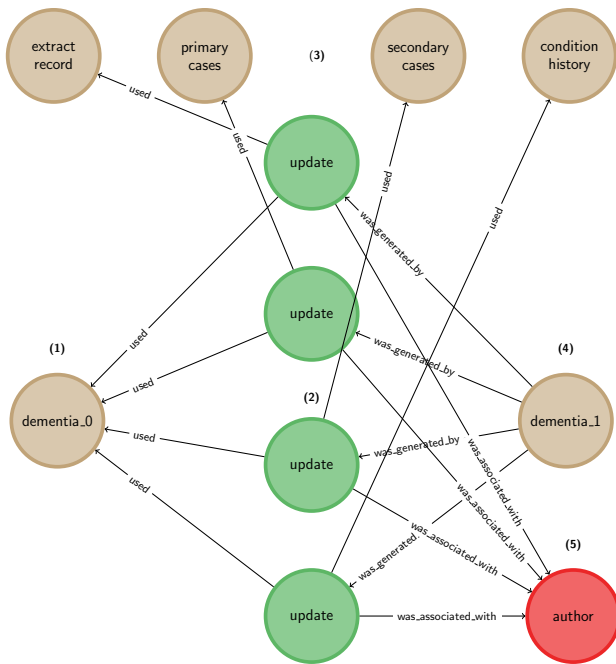 extract
record
primary
cases
(3)
secondary
cases
condition
history
used
used
update
used
was_generated_by
used
used
update
(1)
was_generated_by
(4)
used
(2)
dementia_0
dementia_1
used
was_generated_by
update
was_associated_with
used
was_associated_with
was_associated_with
(5)
was_generated.
update
was_associated_with
author